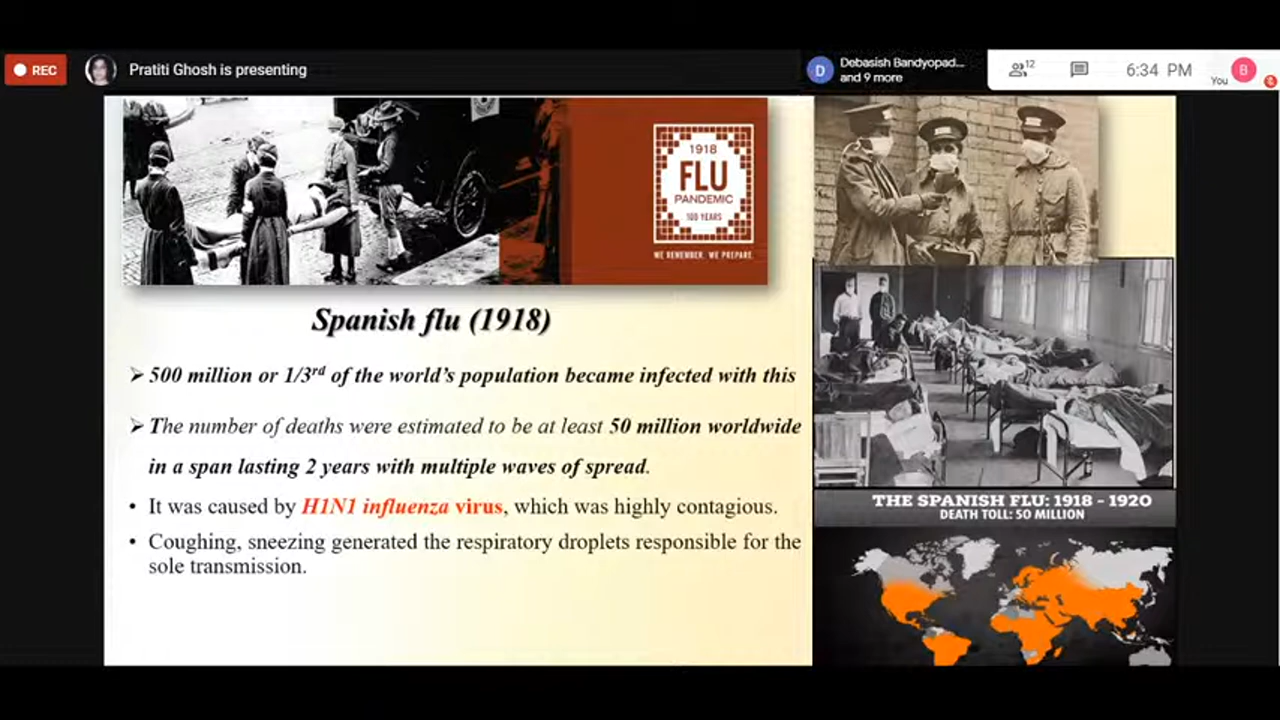 REC
Pratiti Ghosh is presenting
D
Debasish Bandyopad...
and 9 more
12
6:34 PM
You
B
1918
FLU
PANDEMIC
100 YEARS
WE REMEMBER. WE PREPARE.
Spanish flu (1918)
➢ 500 million or 1/3rd of the world's population became infected with this
➢ The number of deaths were estimated to be at least 50 million worldwide
in a span lasting 2 years with multiple waves of spread.
• It was caused by H1N1 influenza virus, which was highly contagious.
• Coughing, sneezing generated the respiratory droplets responsible for the
sole transmission.
THE SPANISH FLU: 1918 - 1920
DEATH TOLL: 50 MILLION